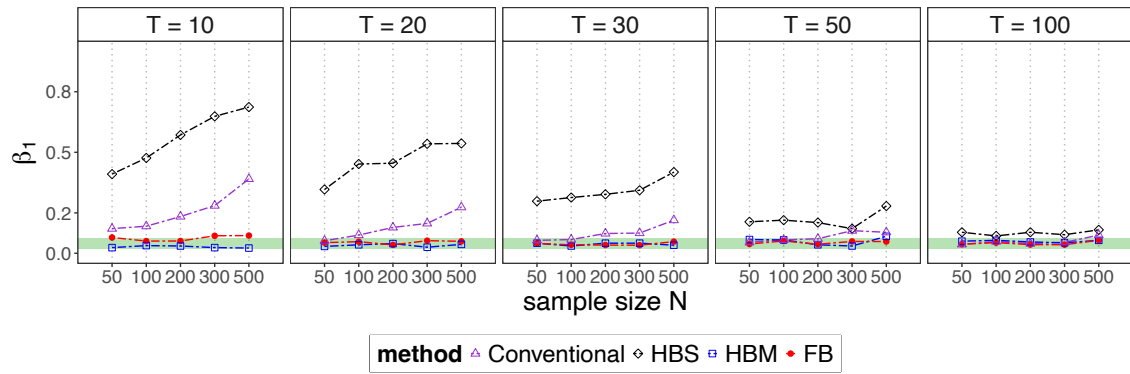 T = 10 T = 20 T = 30 T = 50 T = 100
β1
0.8
0.5
0.2
0.0
50 100 200 300 500 50 100 200 300 500 50 100 200 300 500 50 100 200 300 500 50 100 200 300 500
sample size N
method Conventional HBS HBM FB